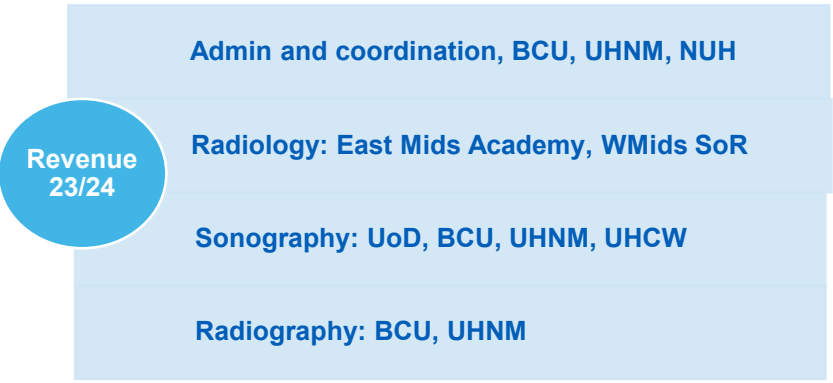 Admin and coordination, BCU, UHNM, NUH
Revenue
23/24
Radiology: East Mids Academy, WMids SoR
Sonography: UoD, BCU, UHNM, UHCW
Radiography: BCU, UHNM